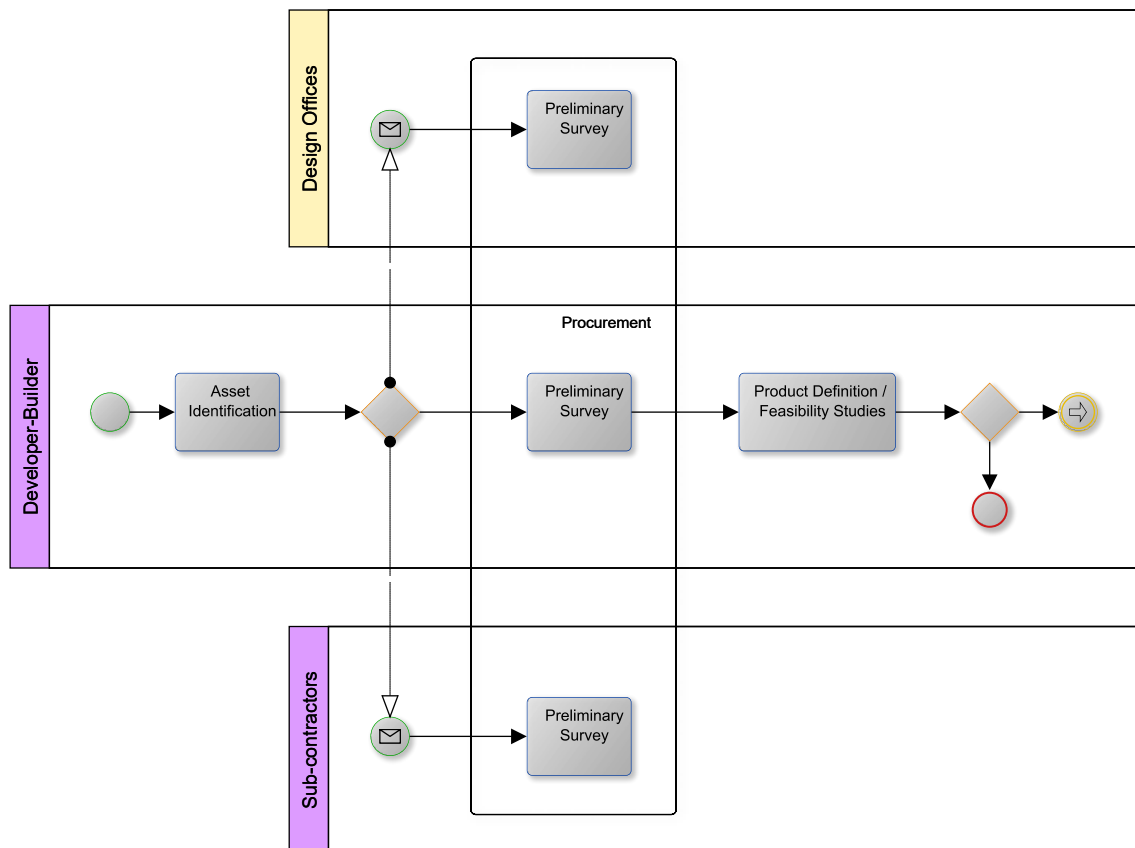 Design Offices
Preliminary
Survey
Developer-Builder
Procurement
Asset
Identification
Preliminary
Survey
Product Definition /
Feasibility Studies
Sub-contractors
Preliminary
Survey